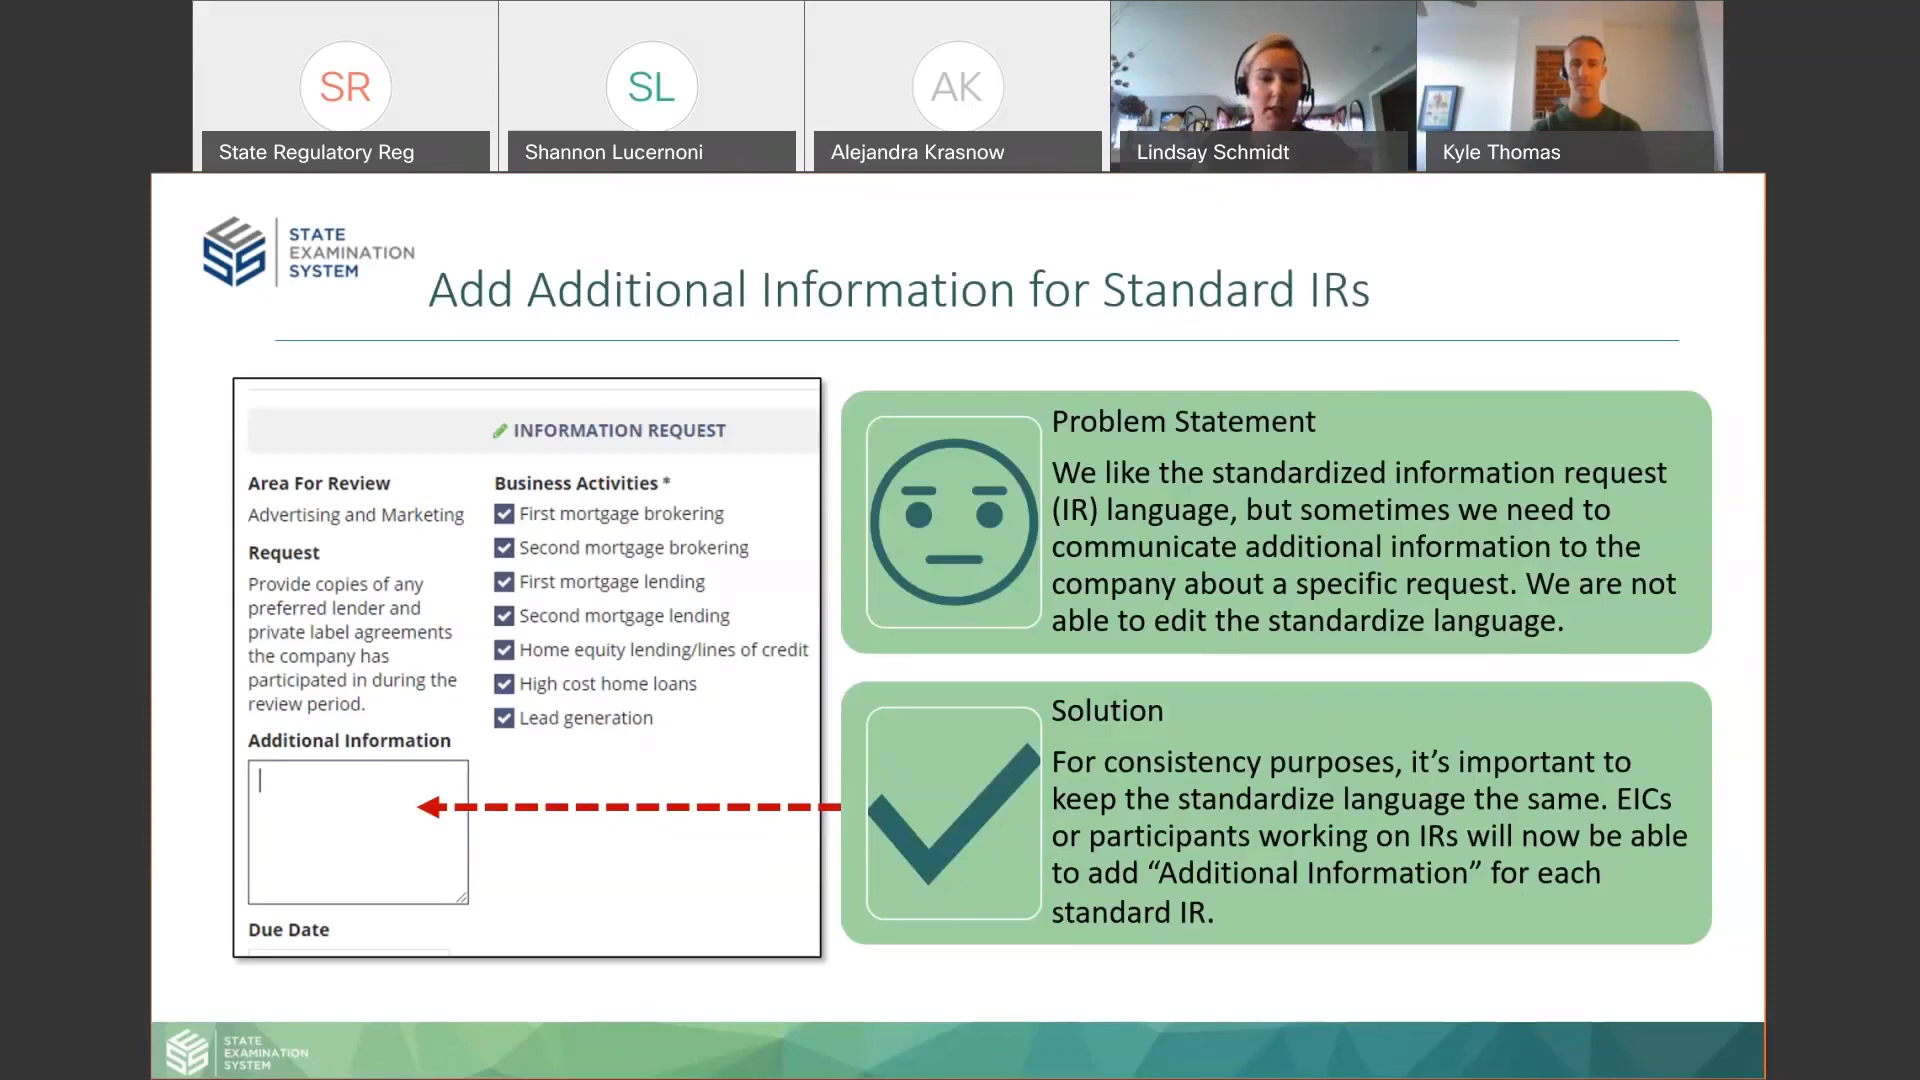 SR
SL
AK
State Regulatory Reg
Shannon Lucernoni
Alejandra Krasnow
Lindsay Schmidt
Kyle Thomas
STATE
EXAMINATION
SYSTEM
Add Additional Information for Standard IRs
INFORMATION REQUEST
Area For Review
Advertising and Marketing
Request
Provide copies of any
preferred lender and
private label agreements
the company has
participated in during the
review period.
Additional Information
Due Date
Business Activities *
First mortgage brokering
Second mortgage brokering
First mortgage lending
Second mortgage lending
Home equity lending/lines of credit
High cost home loans
Lead generation
Problem Statement
We like the standardized information request
(IR) language, but sometimes we need to
communicate additional information to the
company about a specific request. We are not
able to edit the standardize language.
Solution
For consistency purposes, it’s important to
keep the standardize language the same. EICs
or participants working on IRs will now be able
to add “Additional Information” for each
standard IR.
STATE
EXAMINATION
SYSTEM